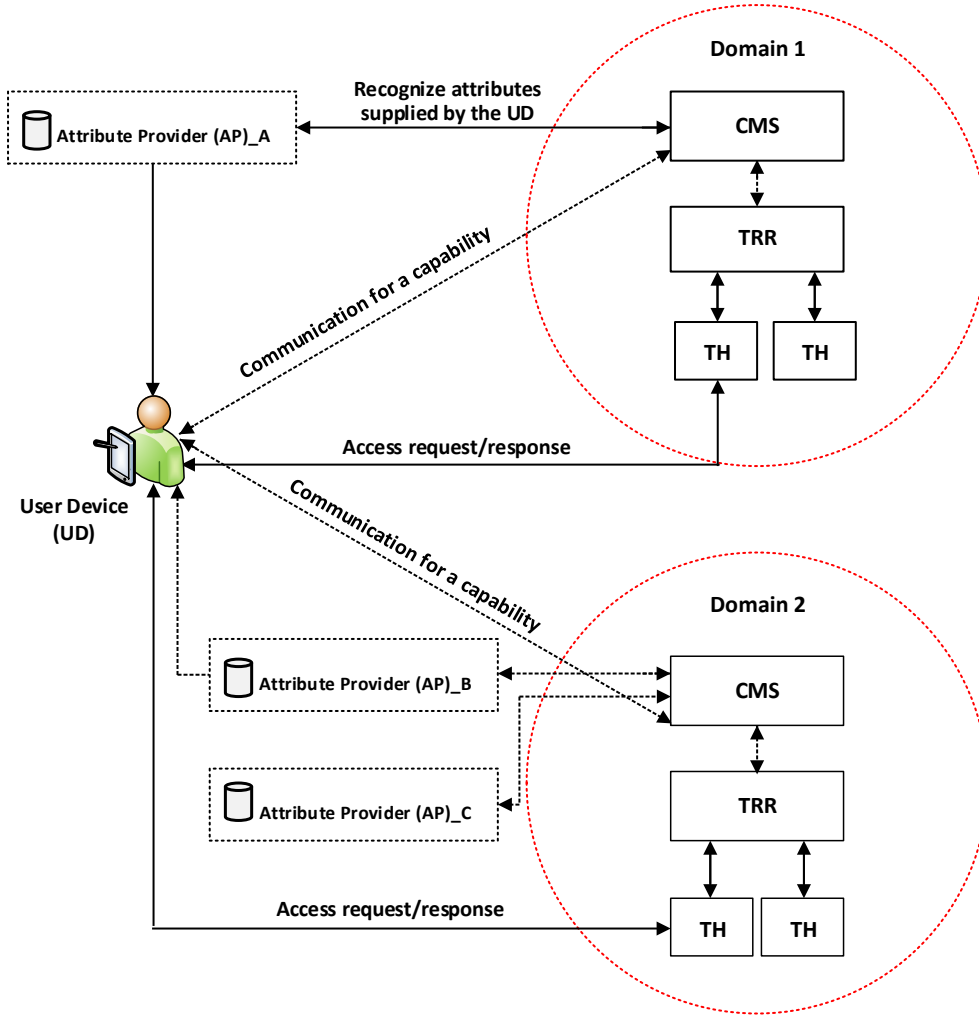 Domain 1
Recognize attributes
supplied by the UD
Attribute Provider (AP)_A
CMS
TRR
TH
TH
Communication for a capability
Access request/response
User Device
(UD)
Communication for a capability
Domain 2
Attribute Provider (AP)_B
CMS
Attribute Provider (AP)_C
TRR
Access request/response
TH
TH